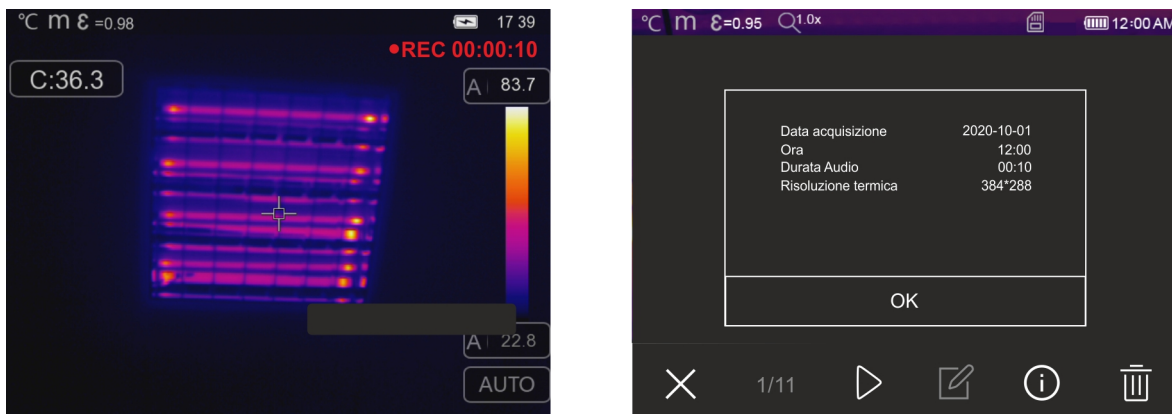 °C m ε =0.98 17 39
●REC 00:00:10
C:36.3
A 83.7
A 22.8
AUTO
°C m ε=0.95 1.0x 12:00 AM
Data acquisizione 2020-10-01
Ora 12:00
Durata Audio 00:10
Risoluzione termica 384*288
OK
1/11